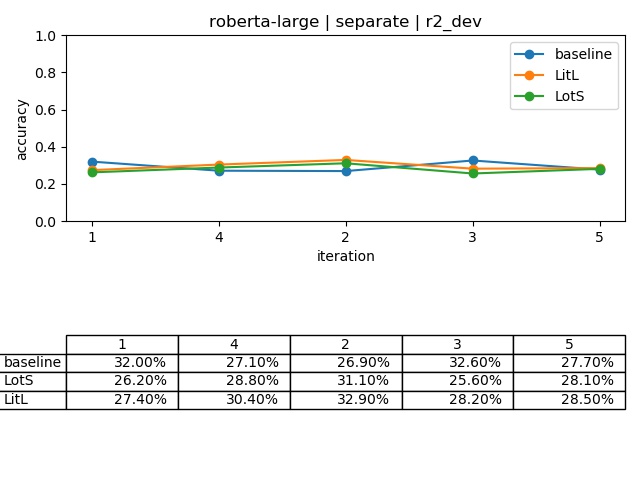 roberta-large | separate | r2_dev
1.0
0.8
0.6
0.4
0.2
0.0
accuracy
baseline
LitL
LotS
1 4 2 3 5
iteration
1 4 2 3 5
baseline 32.00% 27.10% 26.90% 32.60% 27.70%
LotS 26.20% 28.80% 31.10% 25.60% 28.10%
LitL 27.40% 30.40% 32.90% 28.20% 28.50%